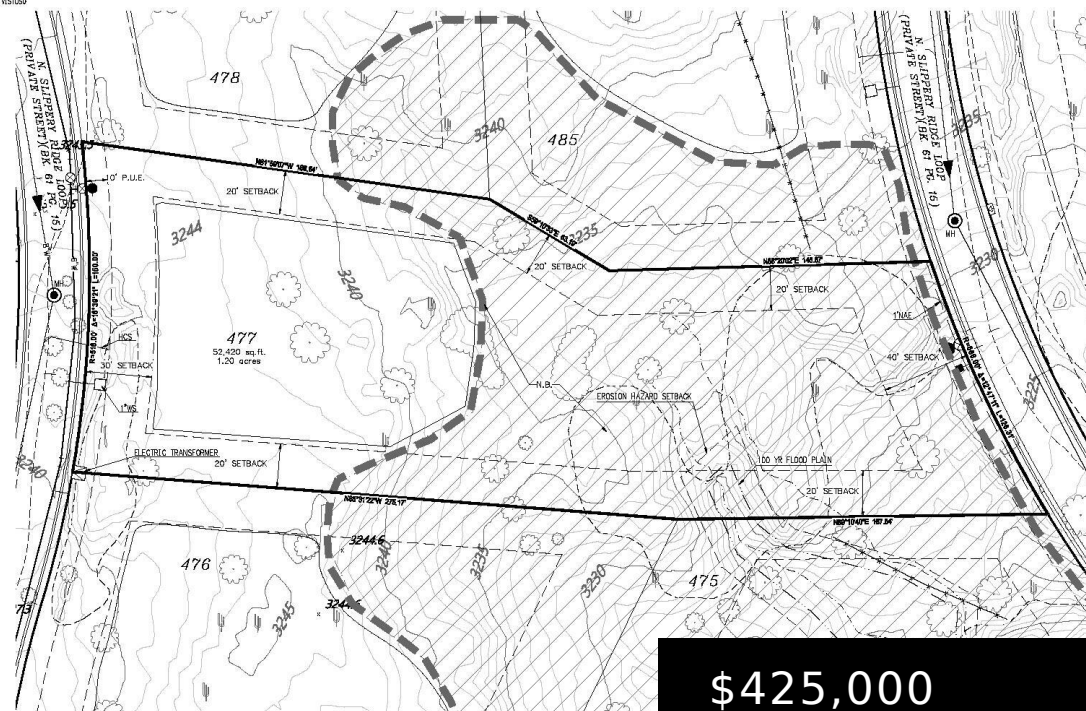 478
485
3240
3235
N. SLIPPERY RIDGE LOOP
(PRIVATE STREET)(BK 61 PG. 15)
N. SLIPPERY RIDGE LOOP
(PRIVATE STREET)(BK 61 PG. 15)
10' P.U.E.
20' SETBACK
3244
3240
3235
20' SETBACK
MH
3230
20' SETBACK
MH
477
52,420 sq.ft.
1.20 acres
1'NAE
HCS
30' SETBACK
40' SETBACK
3225
N.B.
EROSION HAZARD SETBACK
1"WS
ELECTRIC TRANSFORMER
20' SETBACK
100 YR FLOOD PLAIN
20' SETBACK
3240
3244.6
476
3240
3235
3230
475
3245
$425,000